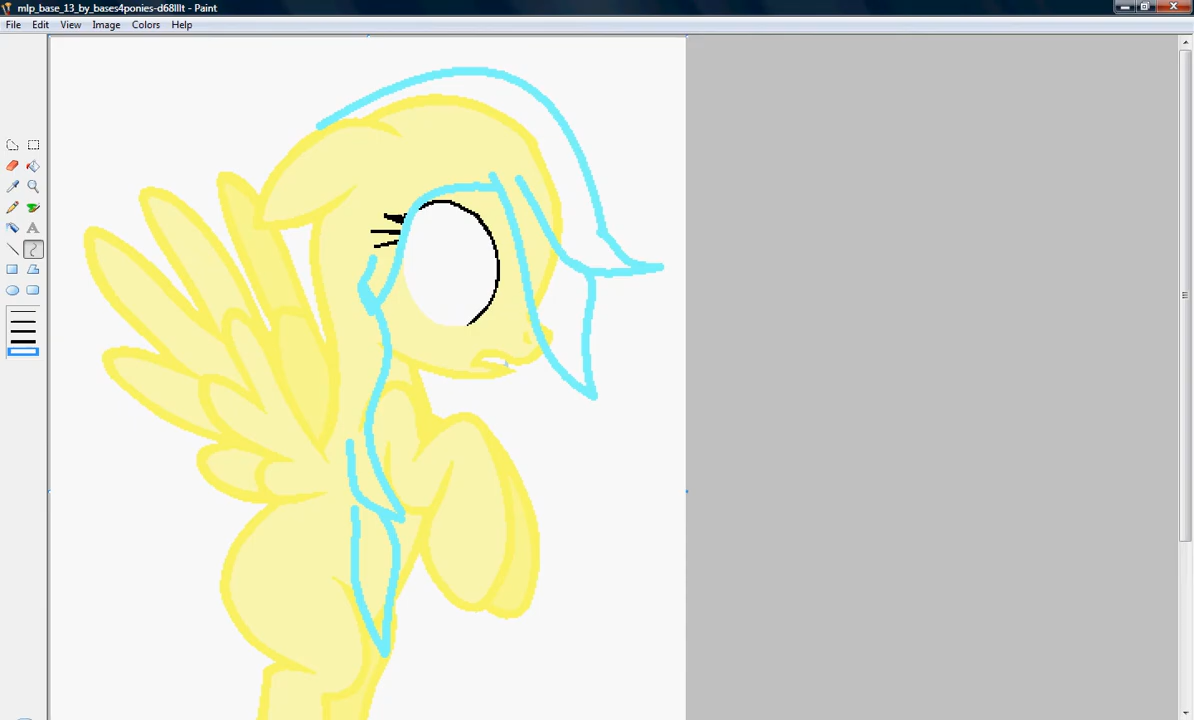 mlp_base_13_by_bases4ponies-d68lllt - Paint
File Edit View Image Colors Help
A